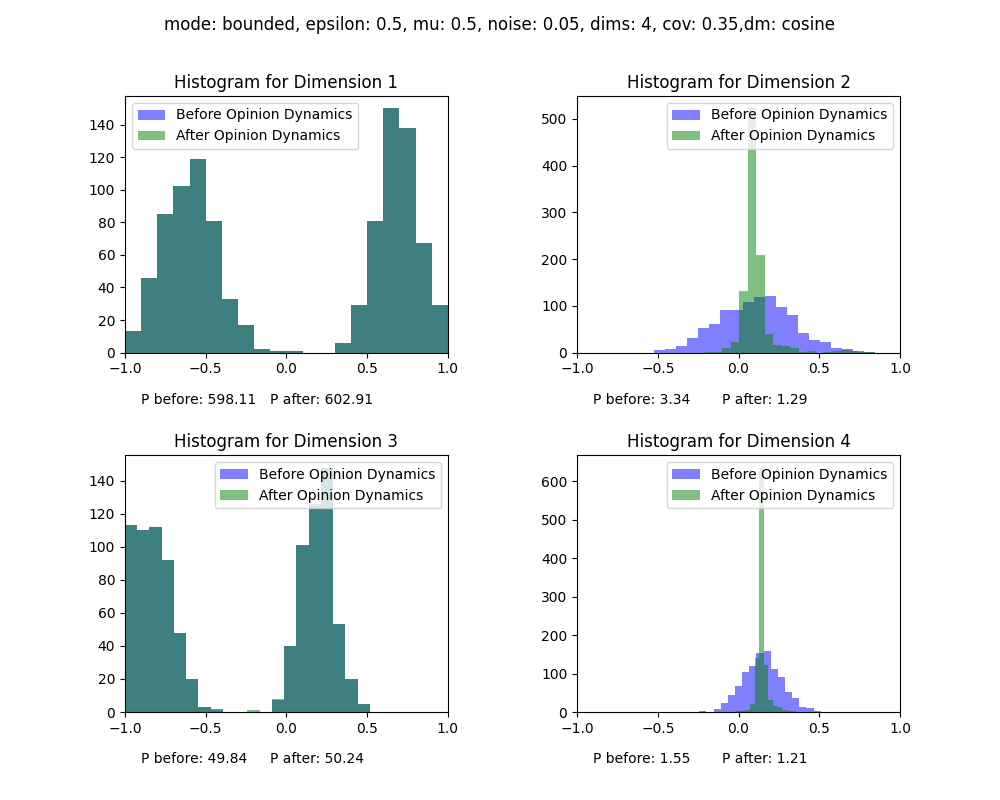 mode: bounded, epsilon: 0.5, mu: 0.5, noise: 0.05, dims: 4, cov: 0.35,dm: cosine
Histogram for Dimension 1
Before Opinion Dynamics
After Opinion Dynamics
140
120
100
80
60
40
20
0
−1.0 −0.5 0.0 0.5 1.0
P before: 598.11 P after: 602.91
Histogram for Dimension 2
Before Opinion Dynamics
After Opinion Dynamics
500
400
300
200
100
0
−1.0 −0.5 0.0 0.5 1.0
P before: 3.34 P after: 1.29
Histogram for Dimension 3
Before Opinion Dynamics
After Opinion Dynamics
140
120
100
80
60
40
20
0
−1.0 −0.5 0.0 0.5 1.0
P before: 49.84 P after: 50.24
Histogram for Dimension 4
Before Opinion Dynamics
After Opinion Dynamics
600
500
400
300
200
100
0
−1.0 −0.5 0.0 0.5 1.0
P before: 1.55 P after: 1.21